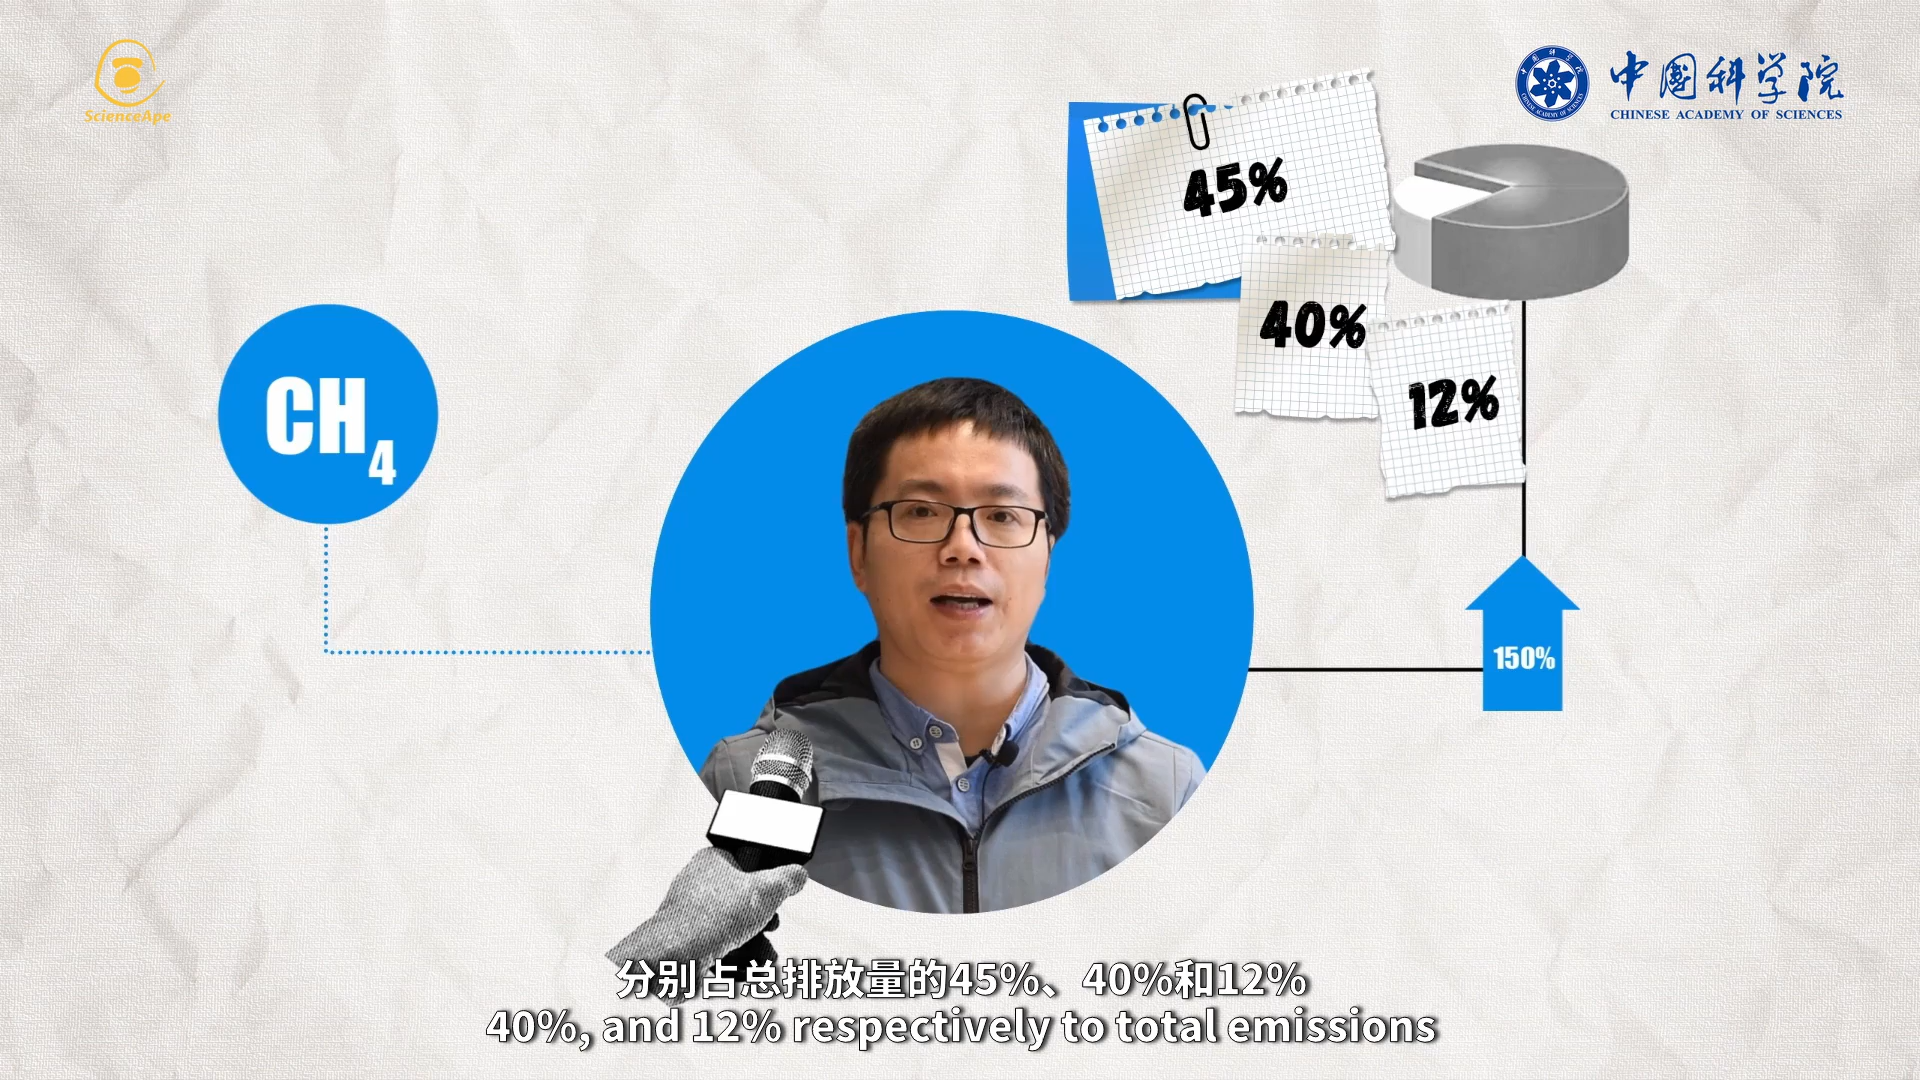 ScienceApe
中国科学院
CHINESE ACADEMY OF SCIENCES
45%
40%
12%
CH4
150%
分别占总排放量的45%、40%和12%
40%, and 12% respectively to total emissions